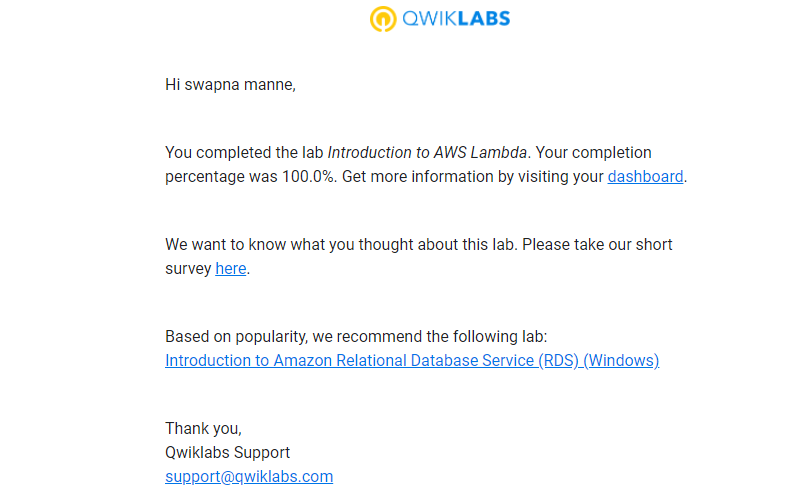 QWIKLABS
Hi swapna manne,
You completed the lab Introduction to AWS Lambda. Your completion
percentage was 100.0%. Get more information by visiting your dashboard.
We want to know what you thought about this lab. Please take our short
survey here.
Based on popularity, we recommend the following lab:
Introduction to Amazon Relational Database Service (RDS) (Windows)
Thank you,
Qwiklabs Support
support@qwiklabs.com